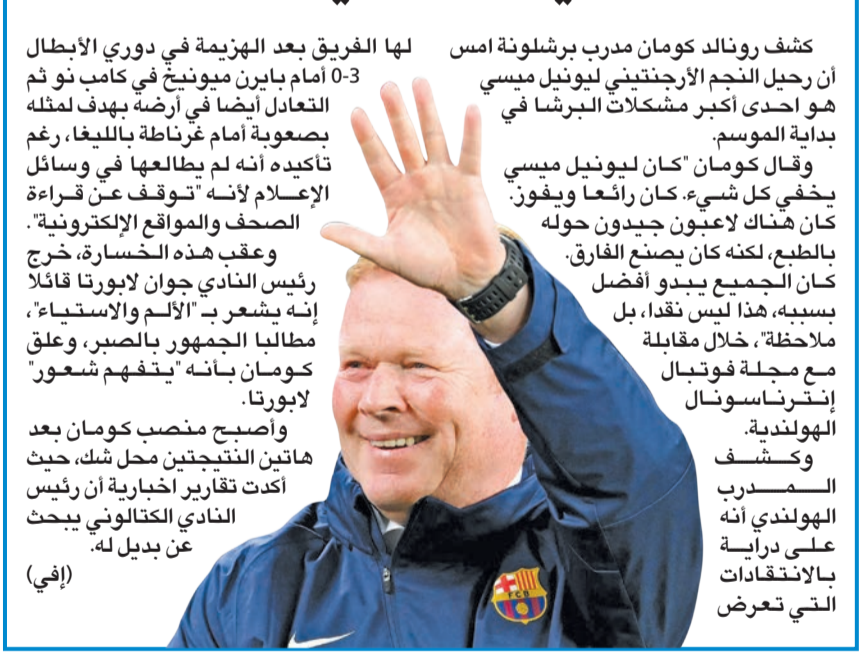 كشف رونالد كومان مدرب برشلونة امس
أن رحيل النجم الأرجنتيني ليونيل ميسي
هو احدى أكبر مشكلات البرشا في
بداية الموسم.
وقال كومان "كان ليونيل ميسي
يخفي كل شيء. كان رائعا ويفوز.
كان هناك لاعبون جيدون حوله
بالطبع، لكنه كان يصنع الفارق.
كان الجميع يبدو أفضل
بسببه، هذا ليس نقدا، بل
ملاحظة"، خلال مقابلة
مع مجلة فوتبال
إنترناسونال
الهولندية.
وكشف
المدرب
الهولندي أنه
على دراية
بالانتقادات
التي تعرض
لها الفريق بعد الهزيمة في دوري الأبطال
0-3 أمام بايرن ميونيخ في كامب نو ثم
التعادل أيضا في أرضه بهدف لمثله
بصعوبة أمام غرناطة بالليغا، رغم
تأكيده أنه لم يطالعها في وسائل
الإعلام لأنه "توقف عن قراءة
الصحف والمواقع الإلكترونية".
وعقب هذه الخسارة، خرج
رئيس النادي جوان لابورتا قائلا
إنه يشعر بـ "الألم والاستياء"،
مطالبا الجمهور بالصبر، وعلق
كومان بأنه "يتفهم شعور"
لابورتا.
وأصبح منصب كومان بعد
هاتين النتيجتين محل شك، حيث
أكدت تقارير اخبارية أن رئيس
النادي الكتالوني يبحث
عن بديل له.
(إفي)
FCB